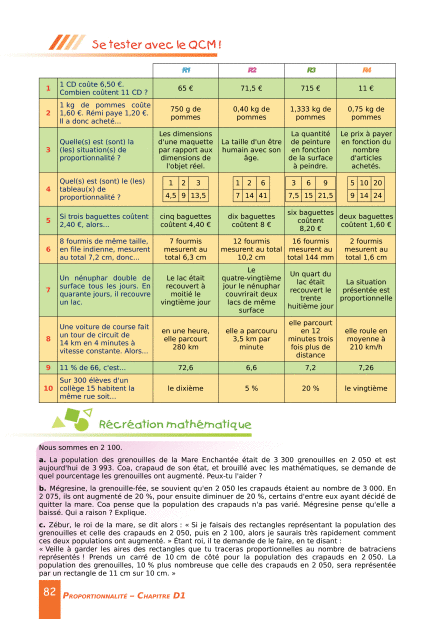 Se tester avec le QCM !
R1 R2 R3 R4
1 1 CD coûte 6,50 €. Combien coûtent 11 CD ? 65 € 71,5 € 715 € 11 €
2 1 kg de pommes coûte 1,60 €. Rémi paye 1,20 €. Il a donc acheté... 750 g de pommes 0,40 kg de pommes 1,333 kg de pommes 0,75 kg de pommes
3 Quelle(s) est (sont) la (les) situation(s) de proportionnalité ? Les dimensions d'une maquette par rapport aux dimensions de l'objet réel. La taille d'un être humain avec son âge. La quantité de peinture en fonction de la surface à peindre. Le prix à payer en fonction du nombre d'articles achetés.
4 Quel(s) est (sont) le (les) tableau(x) de proportionnalité ?
1 2 3
4,5 9 13,5
1 2 6
7 14 41
3 6 9
7,5 15 21,5
5 10 20
9 14 24
5 Si trois baguettes coûtent 2,40 €, alors... cinq baguettes coûtent 4,40 € dix baguettes coûtent 8 € six baguettes coûtent 8,20 € deux baguettes coûtent 1,60 €
6 8 fourmis de même taille, en file indienne, mesurent au total 7,2 cm, donc... 7 fourmis mesurent au total 6,3 cm 12 fourmis mesurent au total 10,2 cm 16 fourmis mesurent au total 144 mm 2 fourmis mesurent au total 1,6 cm
7 Un nénuphar double de surface tous les jours. En quarante jours, il recouvre un lac. Le lac était recouvert à moitié le vingtième jour Le quatre-vingtième jour le nénuphar couvrirait deux lacs de même surface Un quart du lac était recouvert le trente huitième jour La situation présentée est proportionnelle
8 Une voiture de course fait un tour de circuit de 14 km en 4 minutes à vitesse constante. Alors... en une heure, elle parcourt 280 km elle a parcouru 3,5 km par minute elle parcourt en 12 minutes trois fois plus de distance elle roule en moyenne à 210 km/h
9 11 % de 66, c'est... 72,6 6,6 7,2 7,26
10 Sur 300 élèves d'un collège 15 habitent la même rue soit... le dixième 5 % 20 % le vingtième
Récréation mathématique
Nous sommes en 2 100.
a. La population des grenouilles de la Mare Enchantée était de 3 300 grenouilles en 2 050 et est
aujourd'hui de 3 993. Coa, crapaud de son état, et brouillé avec les mathématiques, se demande de
quel pourcentage les grenouilles ont augmenté. Peux-tu l'aider ?
b. Mégresine, la grenouille-fée, se souvient qu'en 2 050 les crapauds étaient au nombre de 3 000. En
2 075, ils ont augmenté de 20 %, pour ensuite diminuer de 20 %, certains d'entre eux ayant décidé de
quitter la mare. Coa pense que la population des crapauds n'a pas varié. Mégresine pense qu'elle a
baissé. Qui a raison ? Explique.
c. Zébur, le roi de la mare, se dit alors : « Si je faisais des rectangles représentant la population des
grenouilles et celle des crapauds en 2 050, puis en 2 100, alors je saurais très rapidement comment
ces deux populations ont augmenté. » Étant roi, il te demande de le faire, en te disant :
« Veille à garder les aires des rectangles que tu traceras proportionnelles au nombre de batraciens
représentés ! Prends un carré de 10 cm de côté pour la population des crapauds en 2 050. La
population des grenouilles, 10 % plus nombreuse que celle des crapauds en 2 050, sera représentée
par un rectangle de 11 cm sur 10 cm. »
82 PROPORTIONNALITÉ – CHAPITRE D1